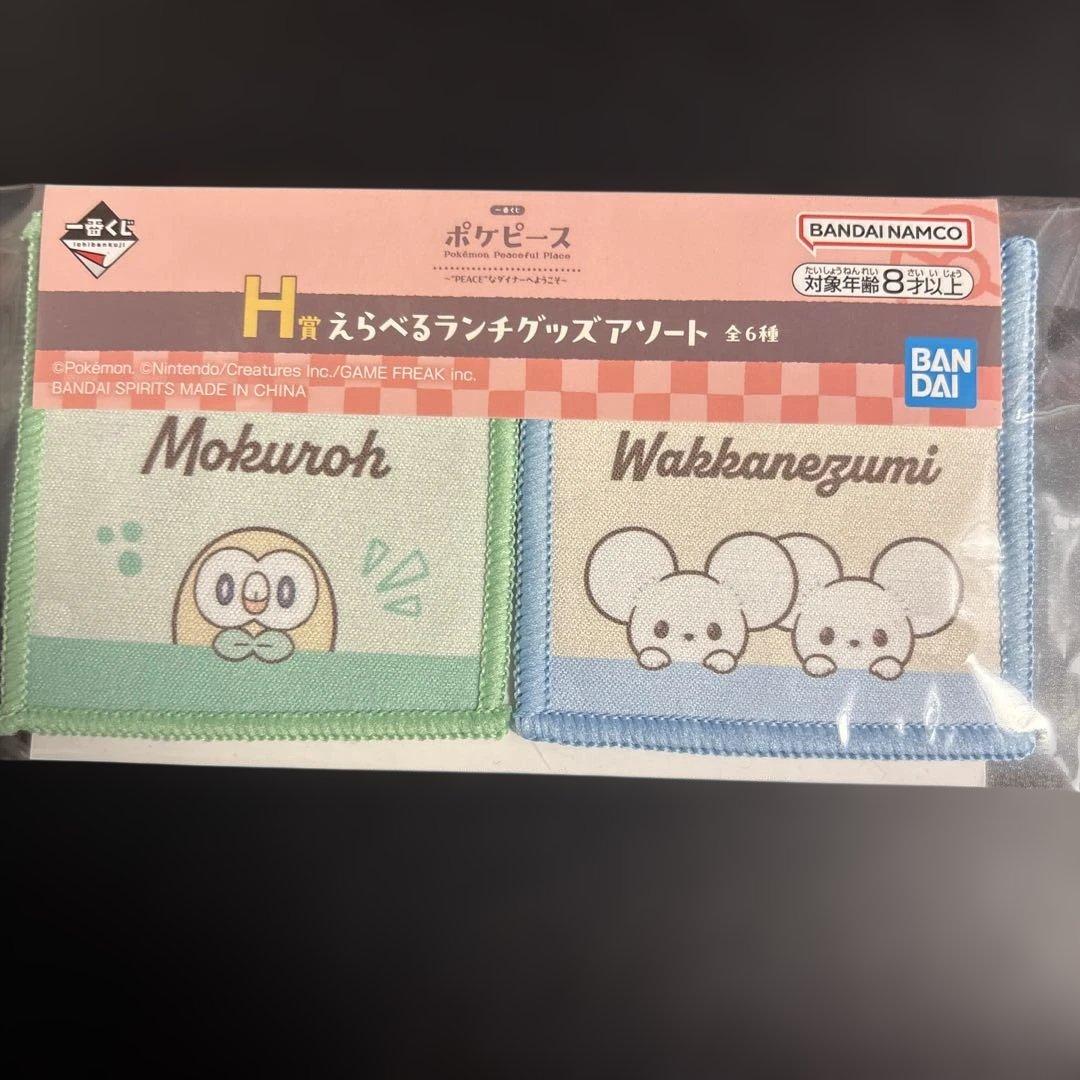 一番くじ
ichibankuji
一番くじ
ポケピース
Pokémon Peaceful Place
～"PEACE"なダイナーへようこそ～
BANDAI NAMCO
たいしょうねんれい さい い じょう
対象年齢8才以上
H賞 えらべるランチグッズアソート 全6種
©Pokémon. ©Nintendo/Creatures Inc./GAME FREAK inc.
BANDAI SPIRITS MADE IN CHINA
BAN
DAI
Mokuroh
Wakkanezumi